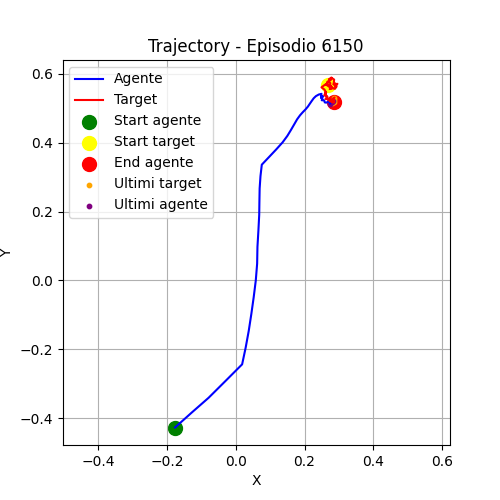 Trajectory - Episodio 6150
Agente
Target
Start agente
Start target
End agente
Ultimi target
Ultimi agente
0.6
0.4
0.2
0.0
−0.2
−0.4
Y
−0.4
−0.2
0.0
0.2
0.4
0.6
X